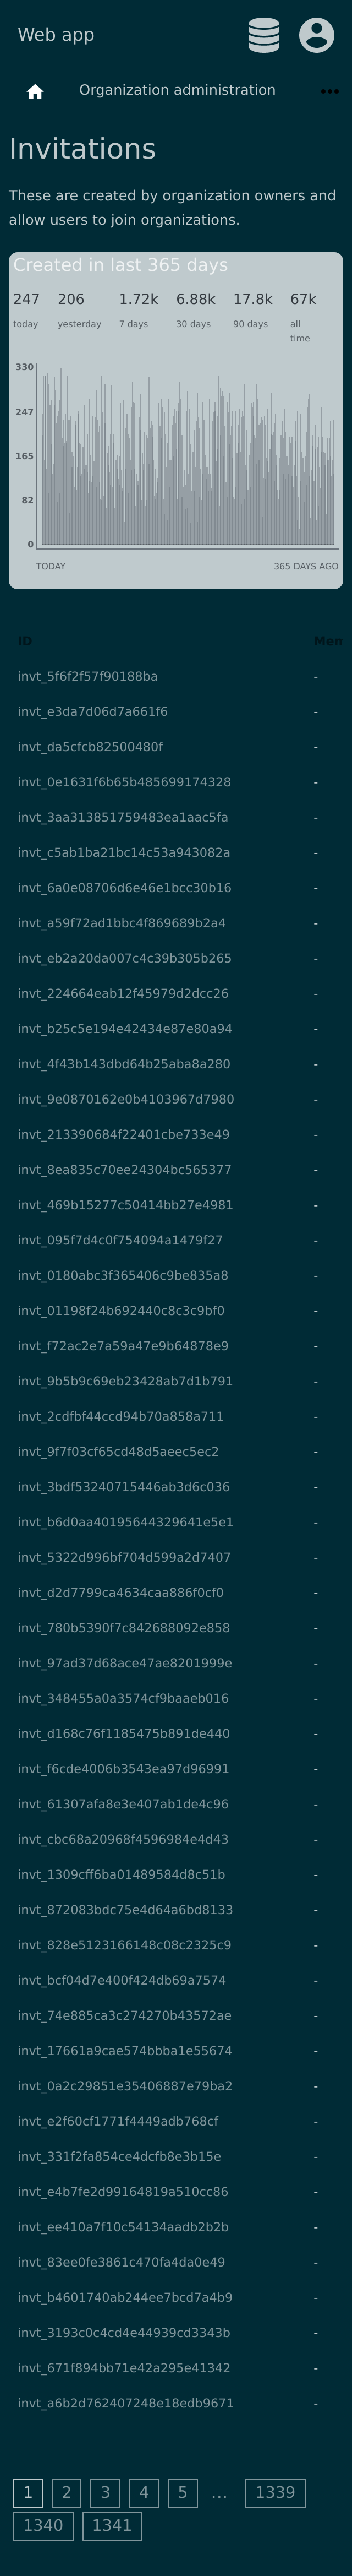 Web app
Organization administration
Invitations
These are created by organization owners and
allow users to join organizations.
Created in last 365 days
247 206 1.72k 6.88k 17.8k 67k
today yesterday 7 days 30 days 90 days all
time
330
247
165
82
0
TODAY 365 DAYS AGO
ID Mem
invt_5f6f2f57f90188ba -
invt_e3da7d06d7a661f6 -
invt_da5cfcb82500480f -
invt_0e1631f6b65b485699174328 -
invt_3aa313851759483ea1aac5fa -
invt_c5ab1ba21bc14c53a943082a -
invt_6a0e08706d6e46e1bcc30b16 -
invt_a59f72ad1bbc4f869689b2a4 -
invt_eb2a20da007c4c39b305b265 -
invt_224664eab12f45979d2dcc26 -
invt_b25c5e194e42434e87e80a94 -
invt_4f43b143dbd64b25aba8a280 -
invt_9e0870162e0b4103967d7980 -
invt_213390684f22401cbe733e49 -
invt_8ea835c70ee24304bc565377 -
invt_469b15277c50414bb27e4981 -
invt_095f7d4c0f754094a1479f27 -
invt_0180abc3f365406c9be835a8 -
invt_01198f24b692440c8c3c9bf0 -
invt_f72ac2e7a59a47e9b64878e9 -
invt_9b5b9c69eb23428ab7d1b791 -
invt_2cdfbf44ccd94b70a858a711 -
invt_9f7f03cf65cd48d5aeec5ec2 -
invt_3bdf53240715446ab3d6c036 -
invt_b6d0aa40195644329641e5e1 -
invt_5322d996bf704d599a2d7407 -
invt_d2d7799ca4634caa886f0cf0 -
invt_780b5390f7c842688092e858 -
invt_97ad37d68ace47ae8201999e -
invt_348455a0a3574cf9baaeb016 -
invt_d168c76f1185475b891de440 -
invt_f6cde4006b3543ea97d96991 -
invt_61307afa8e3e407ab1de4c96 -
invt_cbc68a20968f4596984e4d43 -
invt_1309cff6ba01489584d8c51b -
invt_872083bdc75e4d64a6bd8133 -
invt_828e5123166148c08c2325c9 -
invt_bcf04d7e400f424db69a7574 -
invt_74e885ca3c274270b43572ae -
invt_17661a9cae574bbba1e55674 -
invt_0a2c29851e35406887e79ba2 -
invt_e2f60cf1771f4449adb768cf -
invt_331f2fa854ce4dcfb8e3b15e -
invt_e4b7fe2d99164819a510cc86 -
invt_ee410a7f10c54134aadb2b2b -
invt_83ee0fe3861c470fa4da0e49 -
invt_b4601740ab244ee7bcd7a4b9 -
invt_3193c0c4cd4e44939cd3343b -
invt_671f894bb71e42a295e41342 -
invt_a6b2d762407248e18edb9671 -
1 2 3 4 5 … 1339
1340 1341